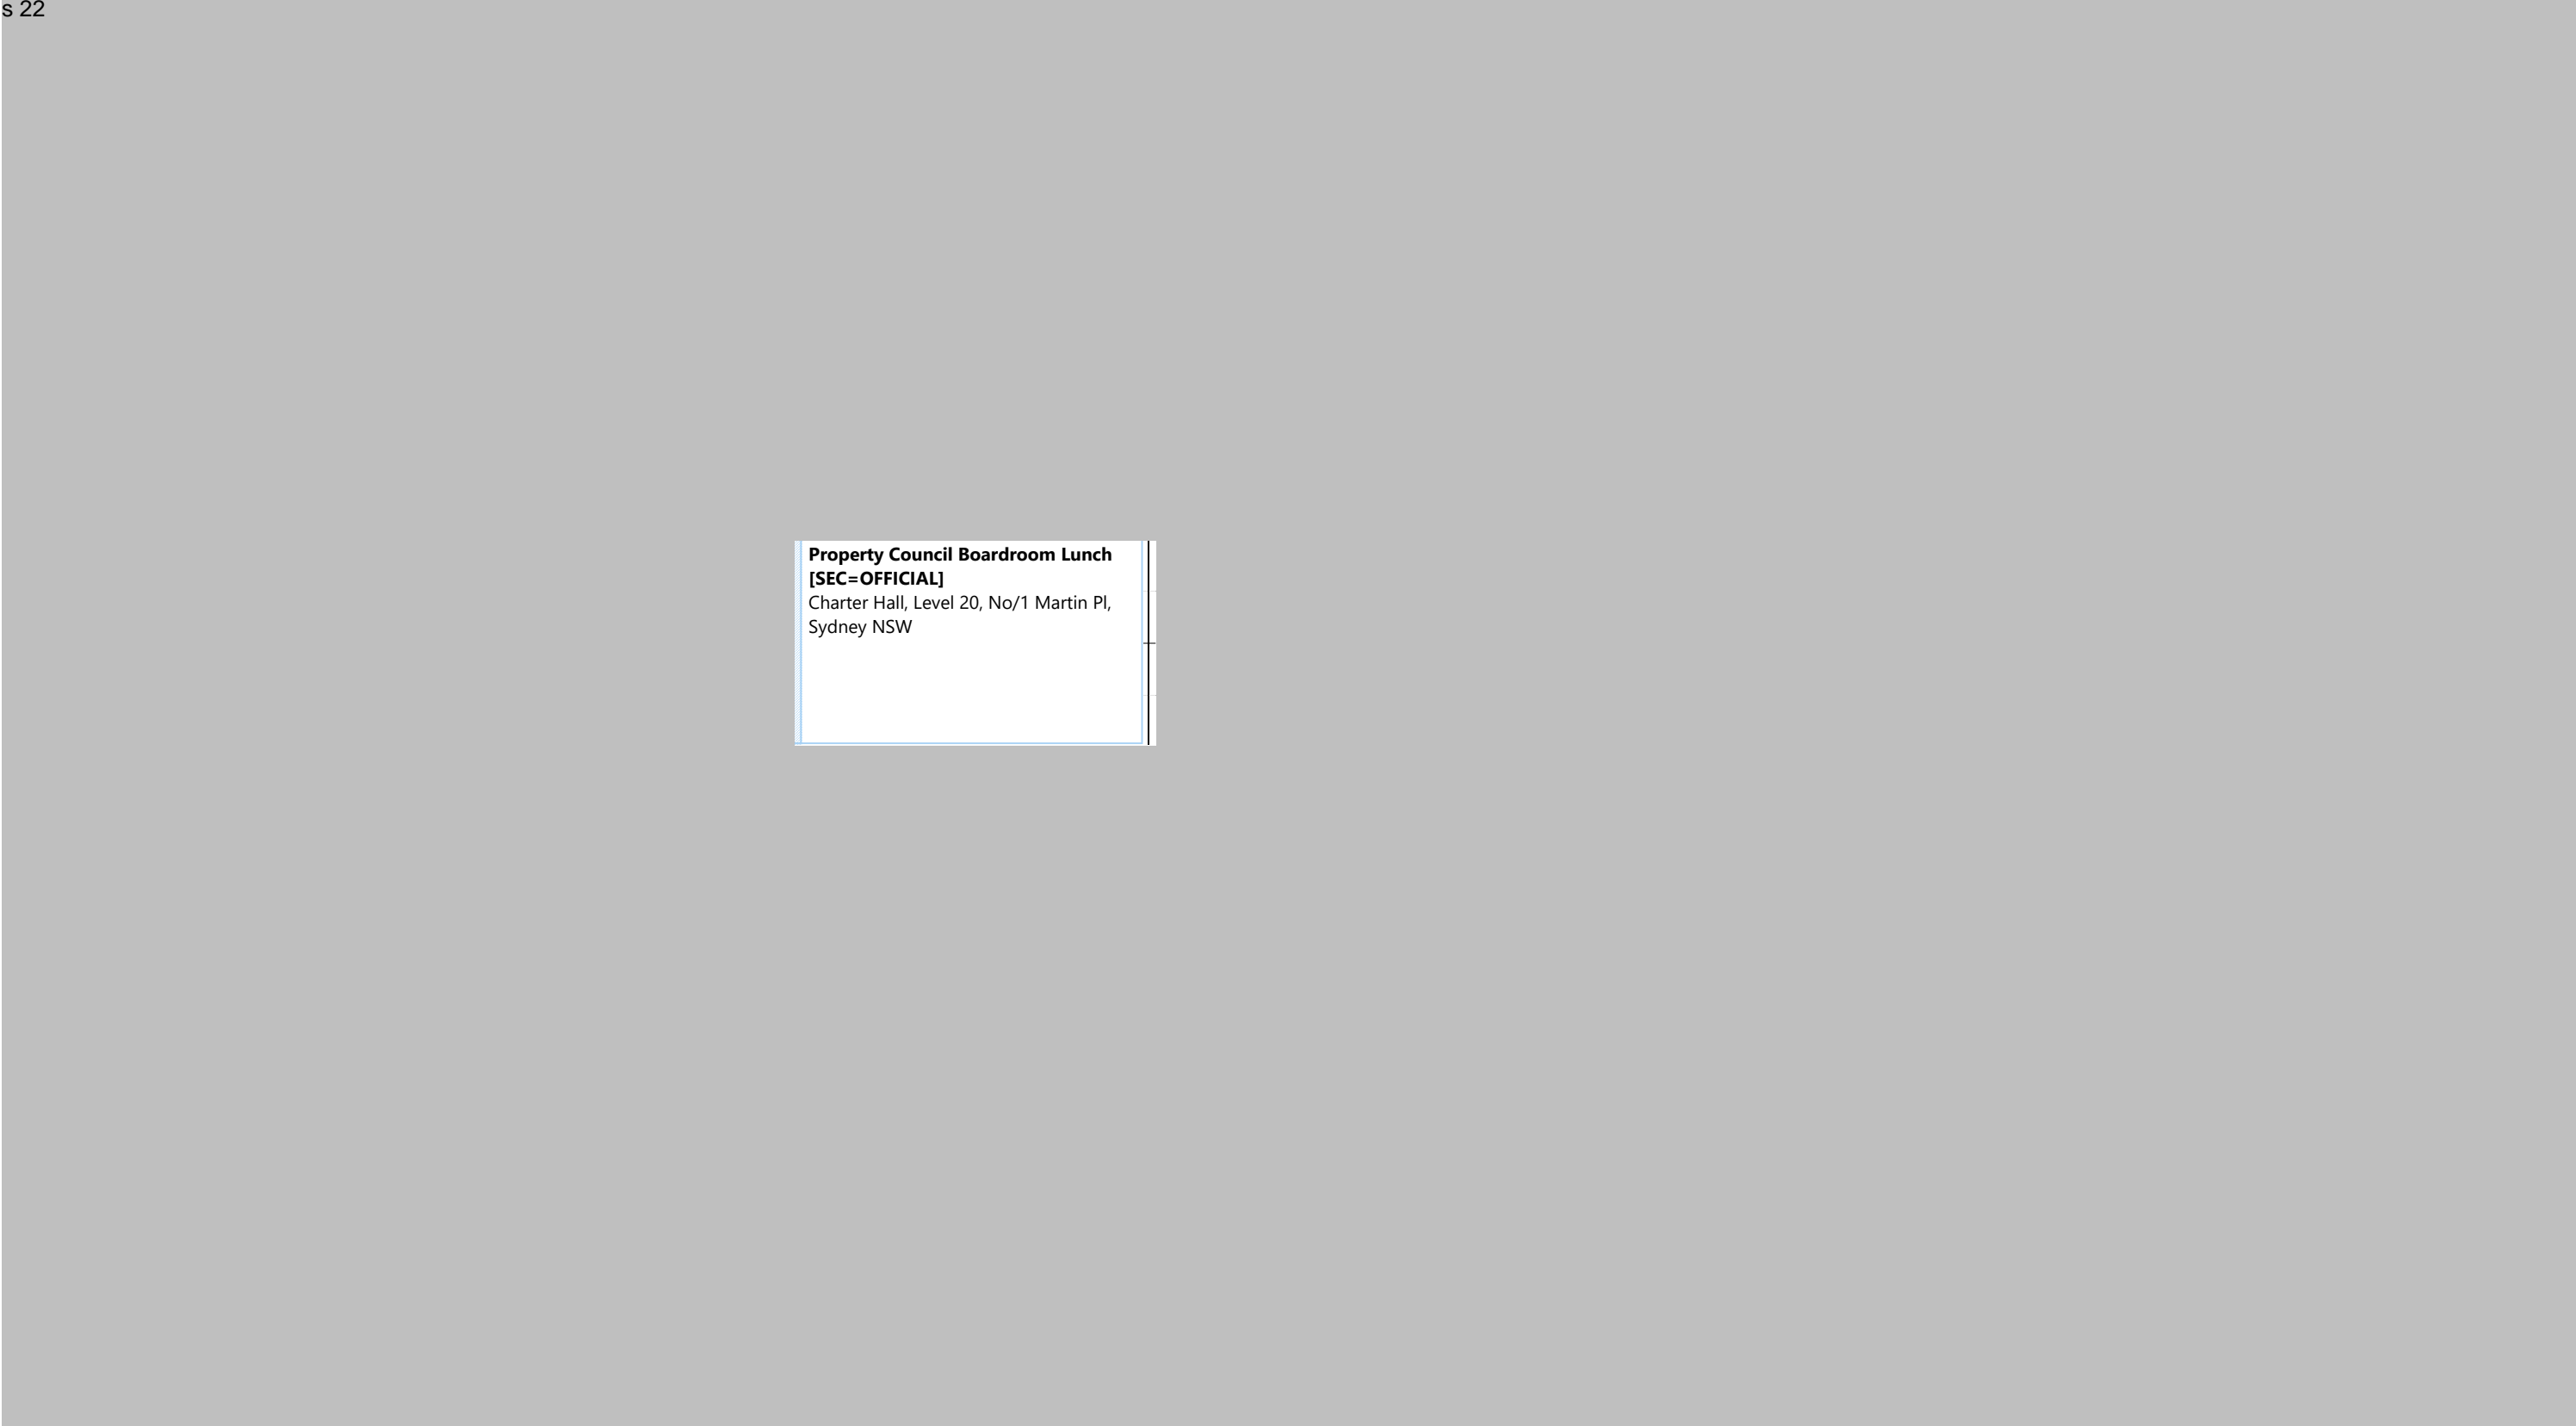 s 22
Property Council Boardroom Lunch
[SEC=OFFICIAL]
Charter Hall, Level 20, No/1 Martin Pl,
Sydney NSW